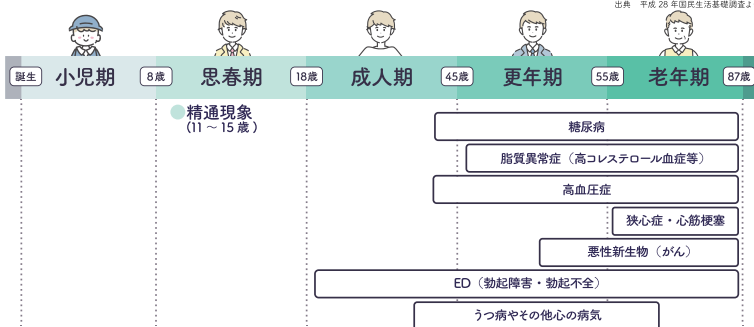 出典　平成 28 年国民生活基礎調査よ
誕生 小児期 8歳 思春期 18歳 成人期 45歳 更年期 55歳 老年期 87歳
精通現象
(11 〜 15 歳 )
糖尿病
脂質異常症（高コレステロール血症等）
高血圧症
狭心症・心筋梗塞
悪性新生物（がん）
ED（勃起障害・勃起不全）
うつ病やその他心の病気